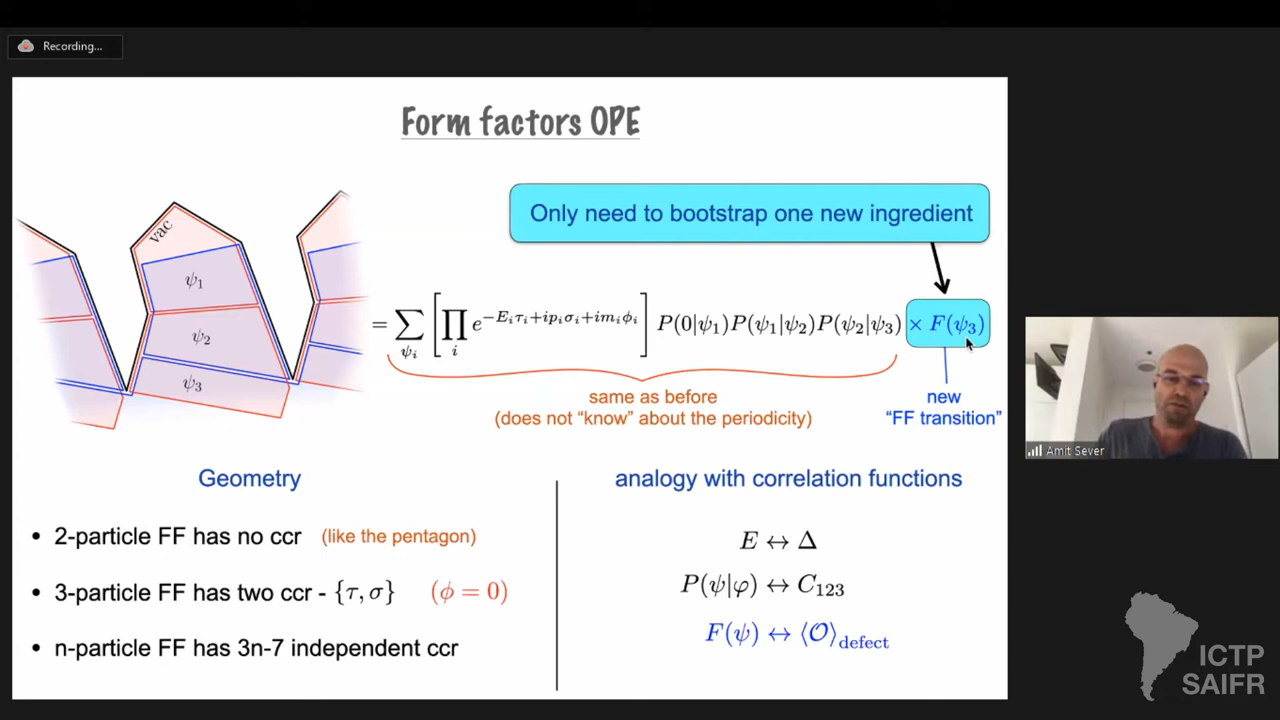 Recording...
Form factors OPE
Only need to bootstrap one new ingredient
vac
ψ₁
ψ₂
ψ₃
= ∑_{ψᵢ} [ ∏_i e^{−Eᵢτᵢ+ipᵢσᵢ+imᵢϕᵢ} ] P(0|ψ₁)P(ψ₁|ψ₂)P(ψ₂|ψ₃) × F(ψ₃)
same as before
(does not “know” about the periodicity)
new
“FF transition”
Amit Sever
Geometry
• 2-particle FF has no ccr (like the pentagon)
• 3-particle FF has two ccr - {τ, σ} (ϕ = 0)
• n-particle FF has 3n-7 independent ccr
analogy with correlation functions
E ↔ Δ
P(ψ|φ) ↔ C₁₂₃
F(ψ) ↔ ⟨𝒪⟩_defect
ICTP
SAIFR